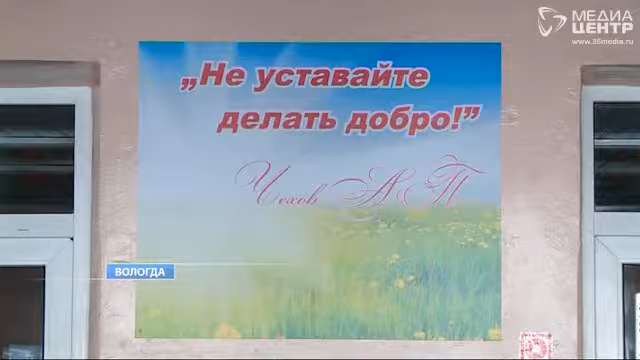 МЕДИА
ЦЕНТР
www.35media.ru
„Не уставайте
делать добро!”
Чехов А П
ВОЛОГДА